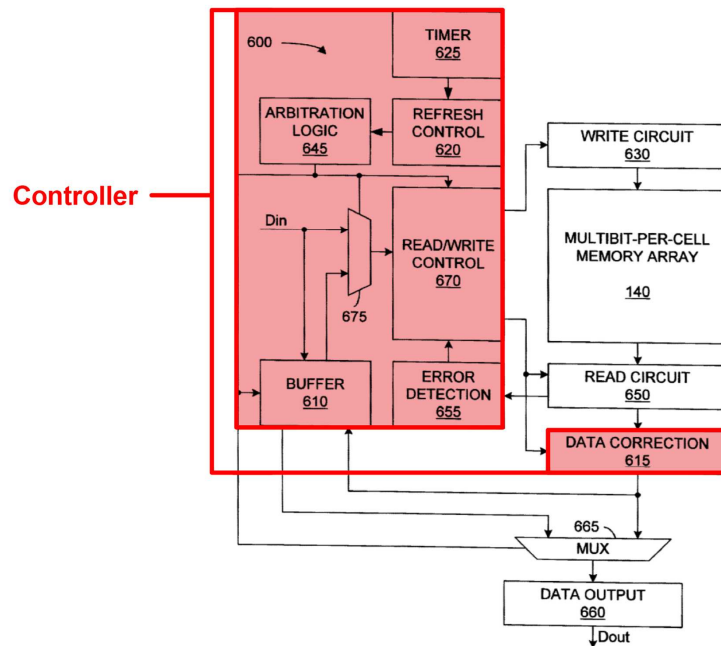 600
TIMER
625
ARBITRATION
LOGIC
645
REFRESH
CONTROL
620
WRITE CIRCUIT
630
Controller
Din
READ/WRITE
CONTROL
670
675
MULTIBIT-PER-CELL
MEMORY ARRAY
140
BUFFER
610
ERROR
DETECTION
655
READ CIRCUIT
650
DATA CORRECTION
615
665
MUX
DATA OUTPUT
660
Dout